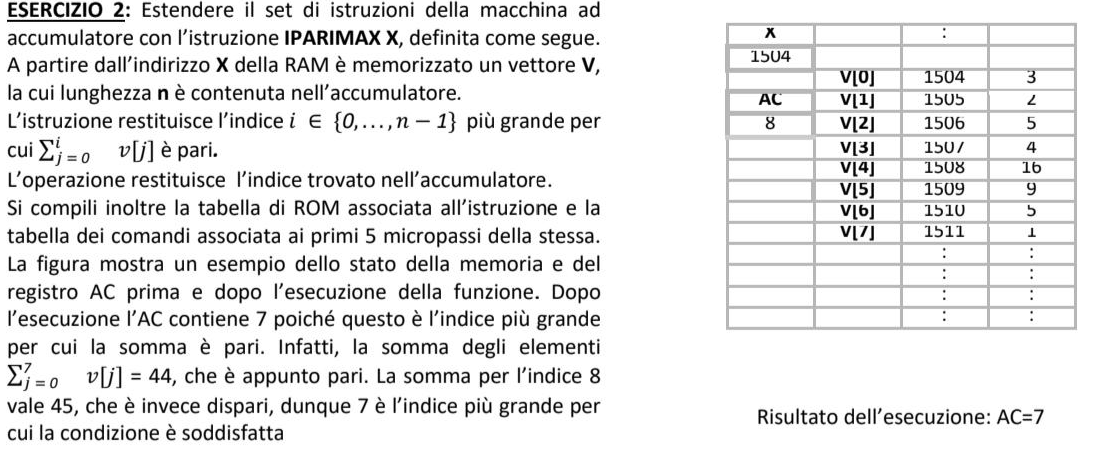 ESERCIZIO 2: Estendere il set di istruzioni della macchina ad
accumulatore con l'istruzione IPARIMAX X, definita come segue.
A partire dall'indirizzo X della RAM è memorizzato un vettore V,
la cui lunghezza n è contenuta nell'accumulatore.
L'istruzione restituisce l'indice i ∈ {0,...,n − 1} più grande per
cui ∑ⁱⱼ₌₀ v[j] è pari.
L'operazione restituisce l'indice trovato nell'accumulatore.
Si compili inoltre la tabella di ROM associata all'istruzione e la
tabella dei comandi associata ai primi 5 micropassi della stessa.
La figura mostra un esempio dello stato della memoria e del
registro AC prima e dopo l'esecuzione della funzione. Dopo
l'esecuzione l'AC contiene 7 poiché questo è l'indice più grande
per cui la somma è pari. Infatti, la somma degli elementi
∑⁷ⱼ₌₀ v[j] = 44, che è appunto pari. La somma per l'indice 8
vale 45, che è invece dispari, dunque 7 è l'indice più grande per
cui la condizione è soddisfatta
X :
1504
V[0] 1504 3
AC V[1] 1505 2
8 V[2] 1506 5
V[3] 1507 4
V[4] 1508 16
V[5] 1509 9
V[6] 1510 5
V[7] 1511 1
: :
: :
: :
: :
Risultato dell'esecuzione: AC=7